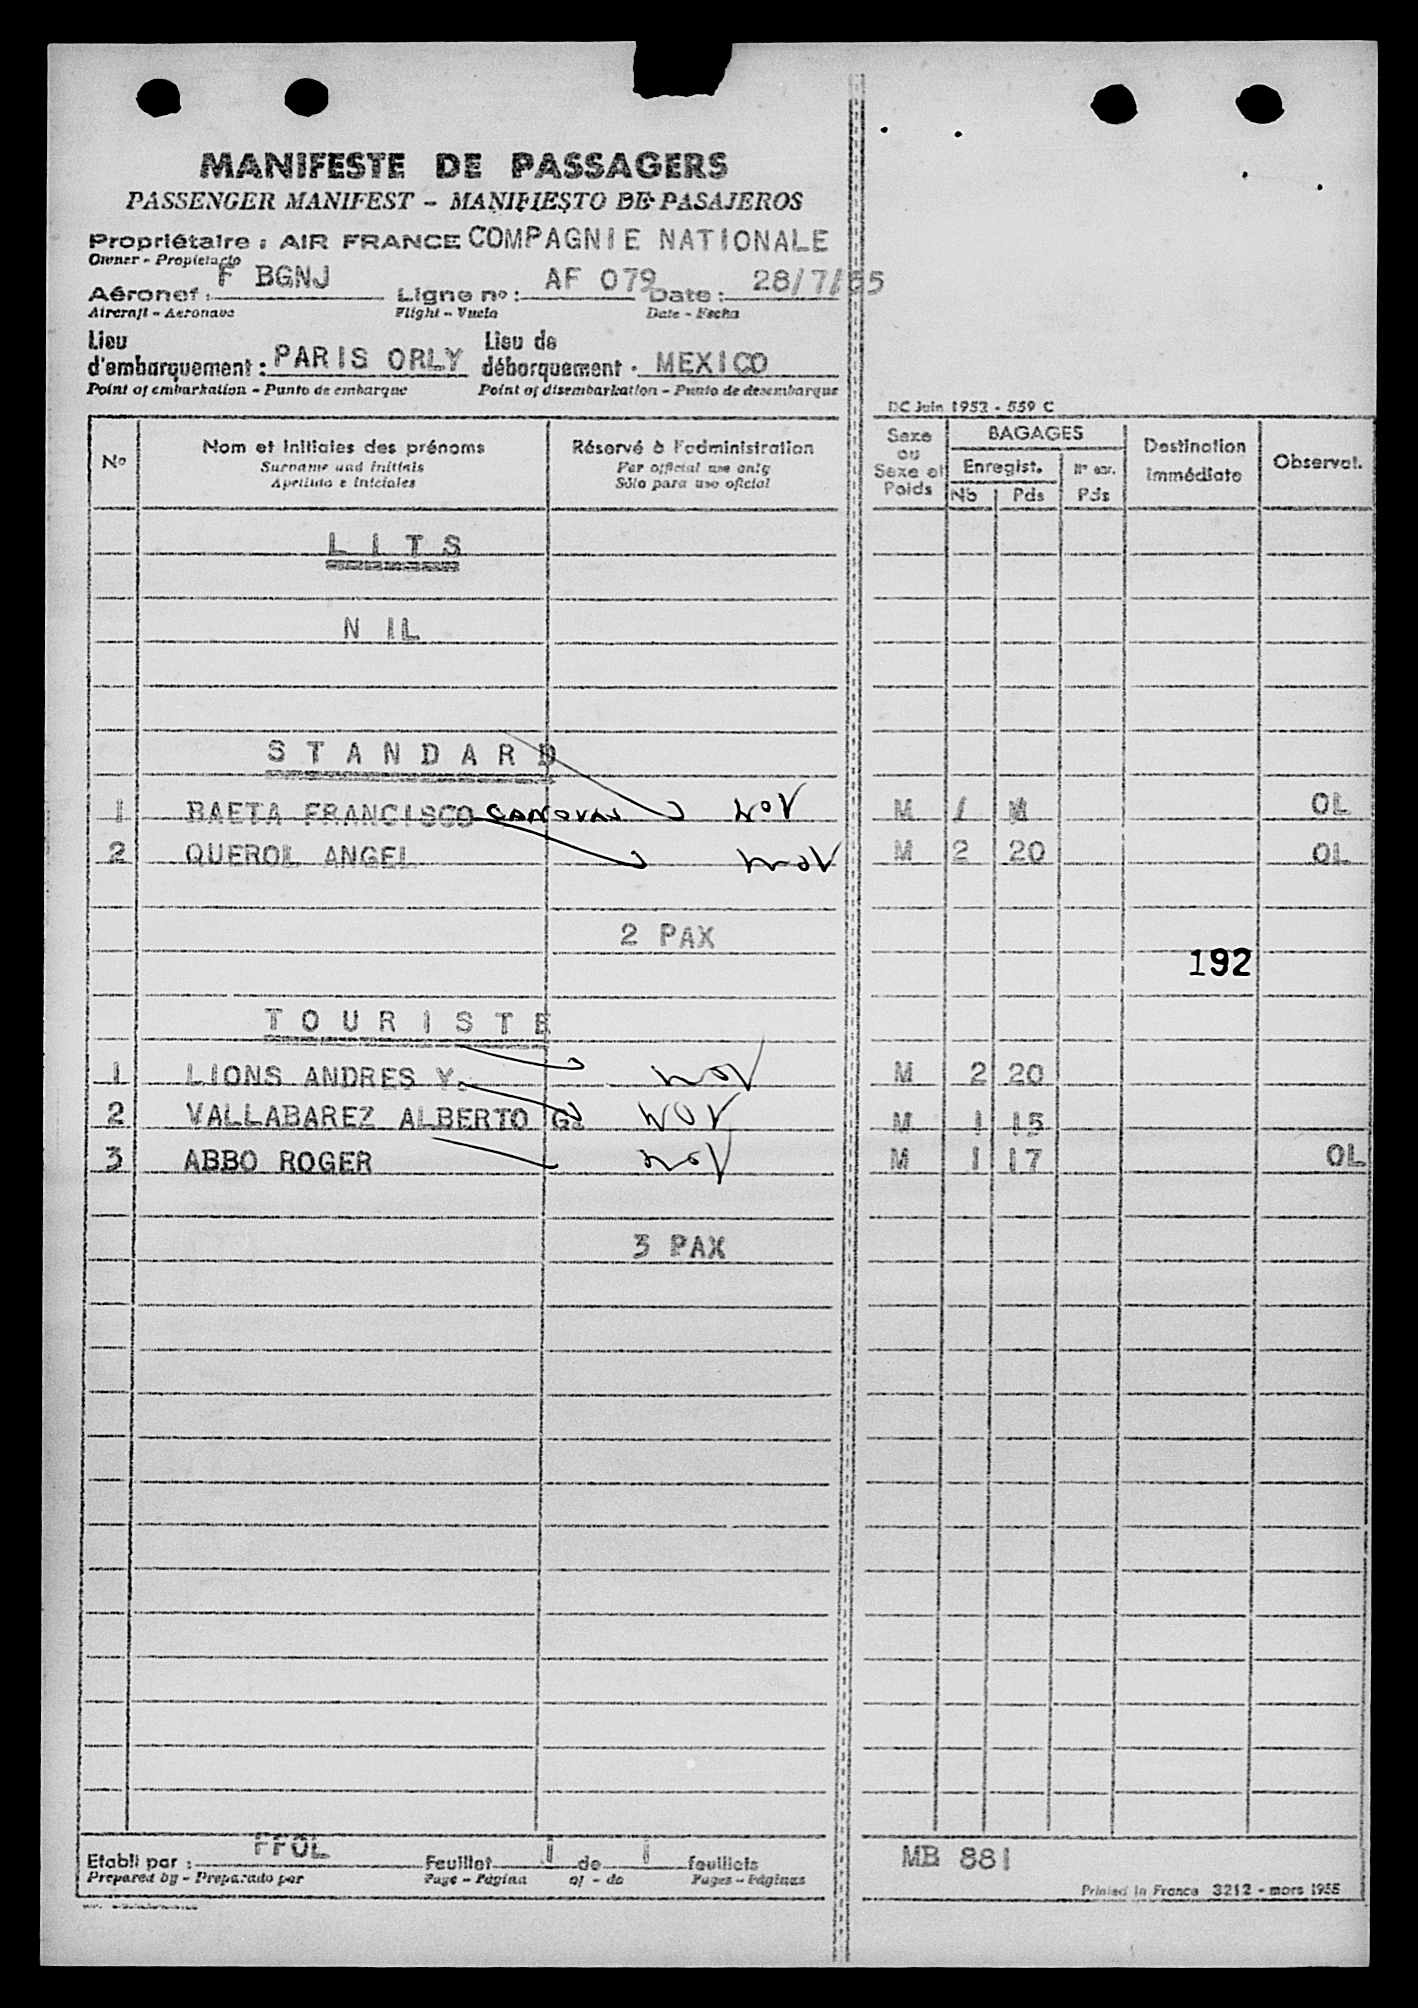 MANIFESTE DE PASSAGERS
PASSENGER MANIFEST - MANIFIESTO DE PASAJEROS
Propriétaire : AIR FRANCE COMPAGNIE NATIONALE
Owner - Propietario
F BGNJ AF 079 28/7/55
Aéronef : Ligne no : Date :
Aircraft - Aeronave Flight - Vuelo Date - Fecha
Lieu d'embarquement : PARIS ORLY Lieu de débarquement : MEXICO
Point of embarkation - Punto de embarque Point of disembarkation - Punto de desembarque
DC Juin 1952 - 559 C
No Nom et initiales des prénoms Réservé à l'administration Sexe ou Sexe et Poids BAGAGES Destination immédiate Observat.
Surname and initials For official use only Enregist. Nb Pds
Apellido e iniciales Sólo para uso oficial Pds
L I T S
N IL
S T A N D A R D
1 BAETA FRANCISCO M 1 OL
2 QUEROL ANGEL M 2 20 OL
2 PAX
192
T O U R I S T E
1 LIONS ANDRES Y. M 2 20
2 VALLABAREZ ALBERTO G. M 1 15
3 ABBO ROGER M 1 17 OL
3 PAX
Etabli par : FFOL Feuillet 1 de 1 feuillets MB 881
Prepared by - Preparado por Page - Página of - de Pages - Páginas
Printed in France 3212 - mars 1955